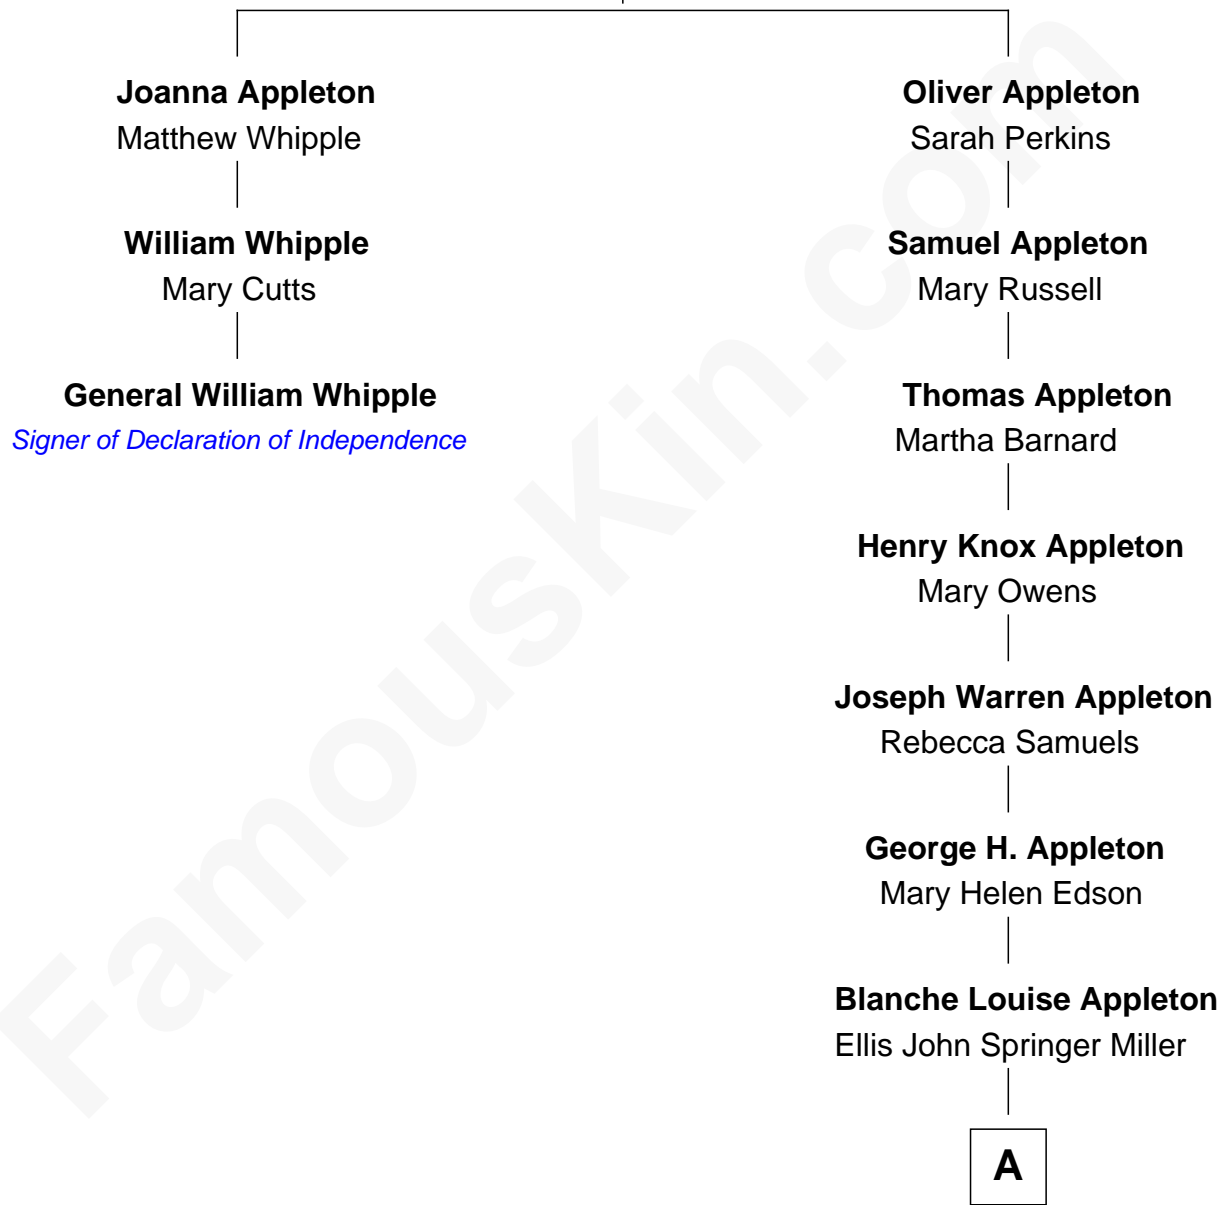 Joanna Appleton
Matthew Whipple
William Whipple
Mary Cutts
General William Whipple
Signer of Declaration of Independence
Oliver Appleton
Sarah Perkins
Samuel Appleton
Mary Russell
Thomas Appleton
Martha Barnard
Henry Knox Appleton
Mary Owens
Joseph Warren Appleton
Rebecca Samuels
George H. Appleton
Mary Helen Edson
Blanche Louise Appleton
Ellis John Springer Miller
A
FamousKin.com